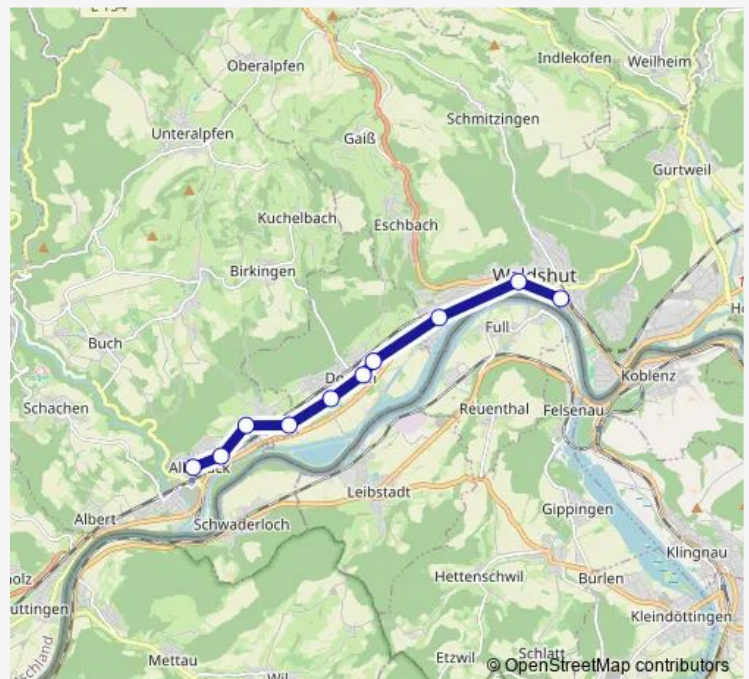 Oberalpfen
Indlekofen
Weilheim
Unteralpfen
Schmitzingen
Gaiß
Gurtweil
Kuchelbach
Eschbach
Birkingen
Waldshut
Full
Buch
Koblenz
Schachen
Reuenthal
Felsenau
Leibstadt
Gippingen
Albert
Schwaderloch
Klingnau
Hettenschwil
Burlen
Kleindöttingen
Mettau
Etzwil
Schlatt
© OpenStreetMap contributors